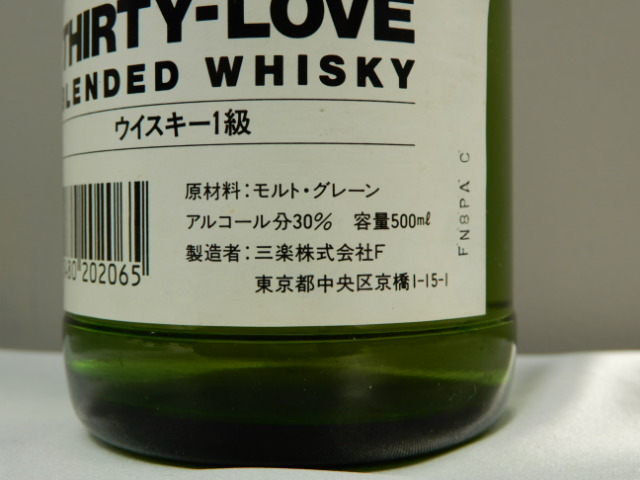 THIRTY-LOVE
BLENDED WHISKY
ウイスキー1級
原材料：モルト・グレーン
アルコール分30% 容量500ml
製造者：三楽株式会社F
東京都中央区京橋1-15-1
202065
FN8PA C